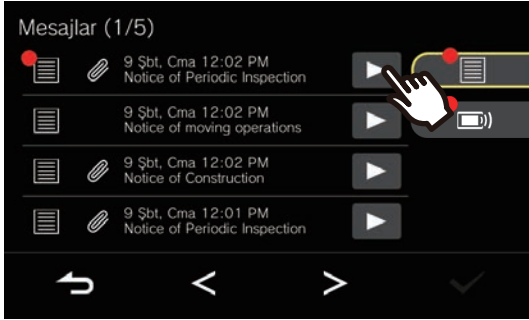 Mesajlar (1/5)
9 Şbt, Cma 12:02 PM
Notice of Periodic Inspection
9 Şbt, Cma 12:02 PM
Notice of moving operations
9 Şbt, Cma 12:02 PM
Notice of Construction
9 Şbt, Cma 12:01 PM
Notice of Periodic Inspection